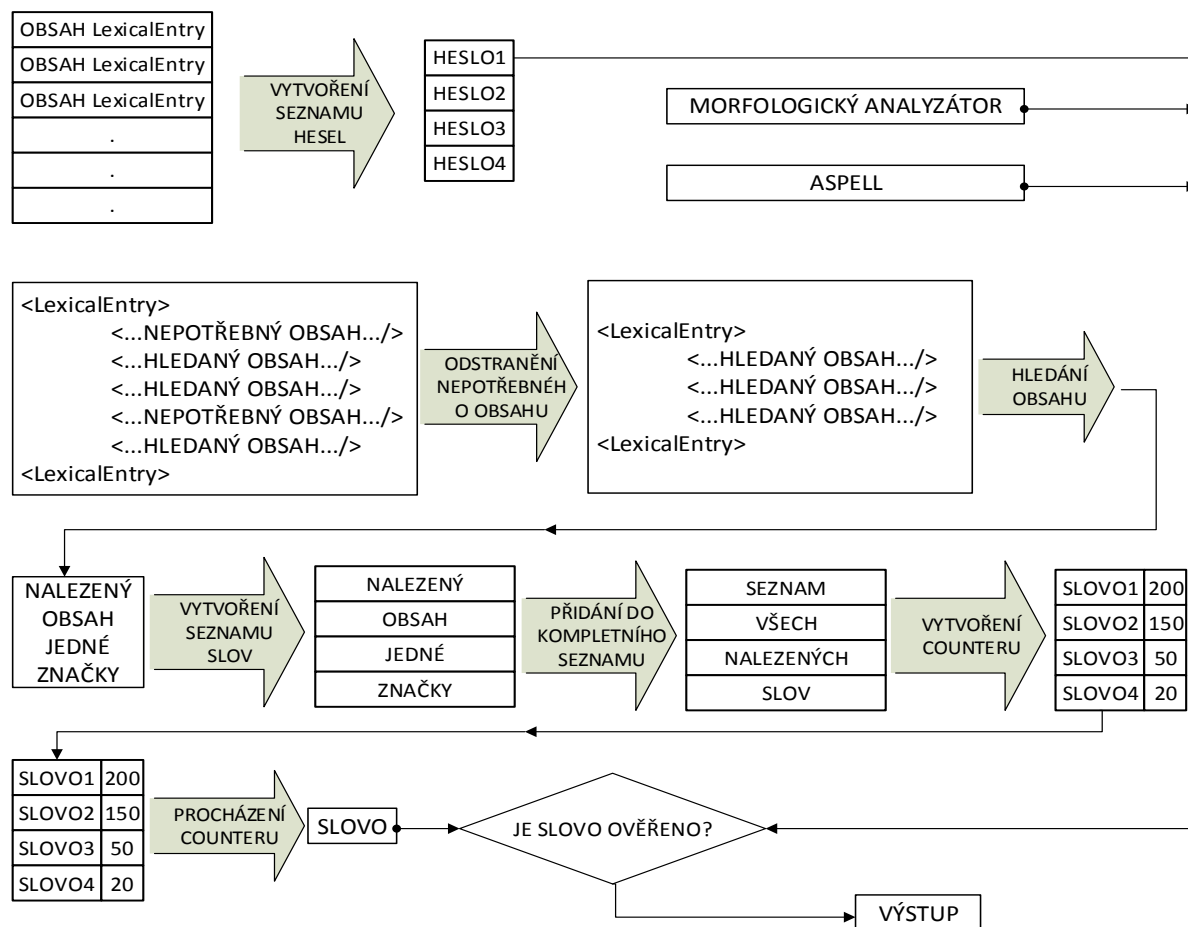 OBSAH LexicalEntry
OBSAH LexicalEntry
OBSAH LexicalEntry
.
.
.
VYTVOŘENÍ
SEZNAMU
HESEL
HESLO1
HESLO2
HESLO3
HESLO4
MORFOLOGICKÝ ANALYZÁTOR
ASPELL
<LexicalEntry>
<...NEPOTŘEBNÝ OBSAH.../>
<...HLEDANÝ OBSAH.../>
<...HLEDANÝ OBSAH.../>
<...NEPOTŘEBNÝ OBSAH.../>
<...HLEDANÝ OBSAH.../>
<LexicalEntry>
ODSTRANĚNÍ
NEPOTŘEBNÉH
O OBSAHU
<LexicalEntry>
<...HLEDANÝ OBSAH.../>
<...HLEDANÝ OBSAH.../>
<...HLEDANÝ OBSAH.../>
<LexicalEntry>
HLEDÁNÍ
OBSAHU
NALEZENÝ
OBSAH
JEDNÉ
ZNAČKY
VYTVOŘENÍ
SEZNAMU
SLOV
NALEZENÝ
OBSAH
JEDNÉ
ZNAČKY
PŘIDÁNÍ DO
KOMPLETNÍHO
SEZNAMU
SEZNAM
VŠECH
NALEZENÝCH
SLOV
VYTVOŘENÍ
COUNTERU
SLOVO1 200
SLOVO2 150
SLOVO3 50
SLOVO4 20
SLOVO1 200
SLOVO2 150
SLOVO3 50
SLOVO4 20
PROCHÁZENÍ
COUNTERU
SLOVO
JE SLOVO OVĚŘENO?
VÝSTUP